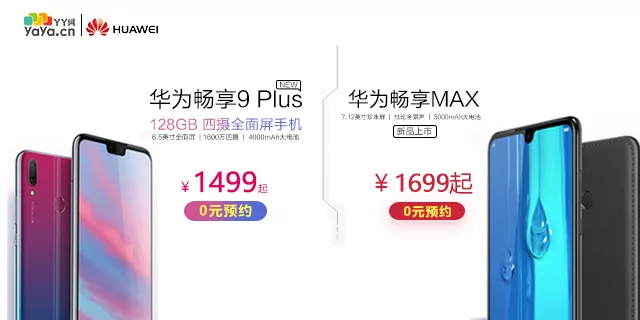 丫丫网
YaYa.cn
HUAWEI
NEW
华为畅享9 Plus
128GB 四摄全面屏手机
6.5英寸全面屏 | 1600万四摄 | 4000mAh大电池
¥ 1499起
0元预约
华为畅享MAX
7.12英寸珍珠屏 | 杜比全景声 | 5000mAh大电池
新品上市
¥ 1699起
0元预约